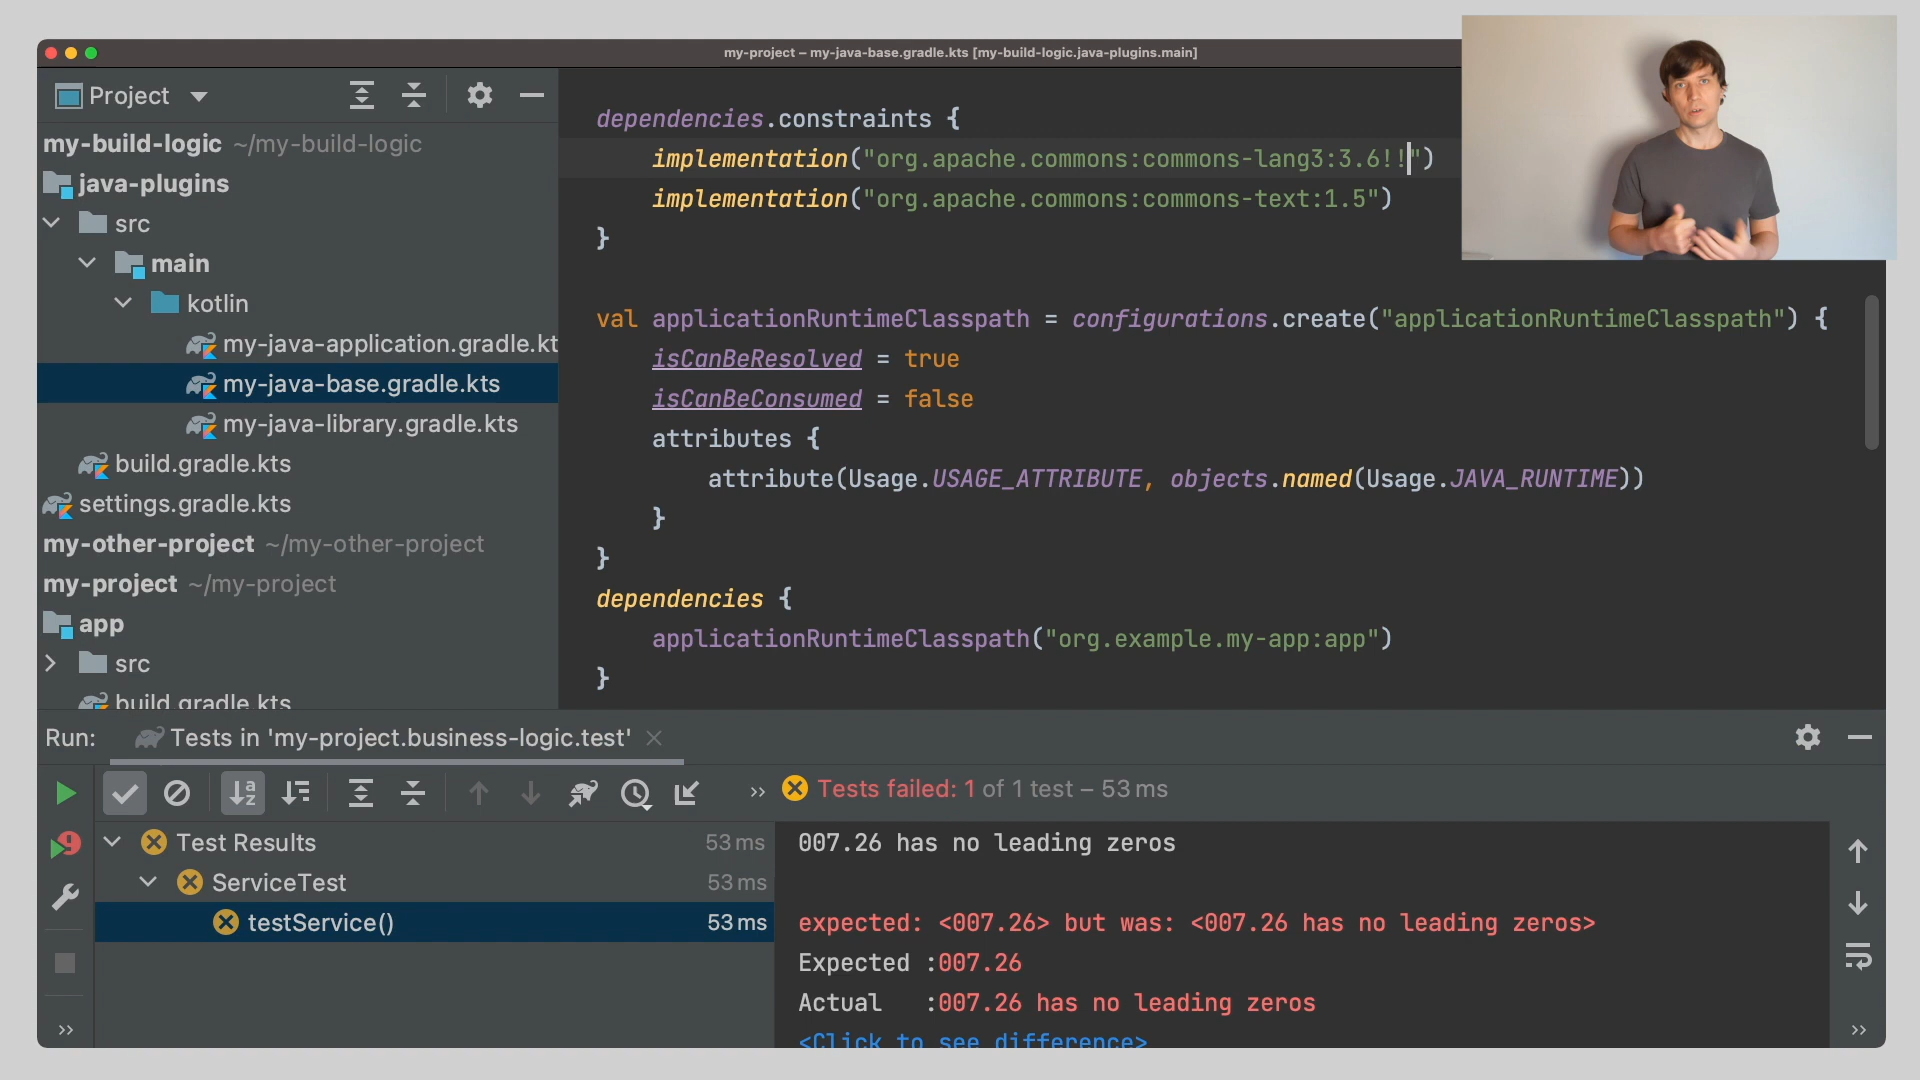 my-project – my-java-base.gradle.kts [my-build-logic.java-plugins.main]
Project
my-build-logic ~/my-build-logic
java-plugins
src
main
kotlin
my-java-application.gradle.kt
my-java-base.gradle.kts
my-java-library.gradle.kts
build.gradle.kts
settings.gradle.kts
my-other-project ~/my-other-project
my-project ~/my-project
app
src
build.gradle.kts
dependencies.constraints {
implementation("org.apache.commons:commons-lang3:3.6!!")
implementation("org.apache.commons:commons-text:1.5")
}
val applicationRuntimeClasspath = configurations.create("applicationRuntimeClasspath") {
isCanBeResolved = true
isCanBeConsumed = false
attributes {
attribute(Usage.USAGE_ATTRIBUTE, objects.named(Usage.JAVA_RUNTIME))
}
}
dependencies {
applicationRuntimeClasspath("org.example.my-app:app")
}
Run: Tests in 'my-project.business-logic.test'
Tests failed: 1 of 1 test – 53 ms
Test Results 53 ms
ServiceTest 53 ms
testService() 53 ms
007.26 has no leading zeros
expected: <007.26> but was: <007.26 has no leading zeros>
Expected :007.26
Actual :007.26 has no leading zeros
<Click to see difference>